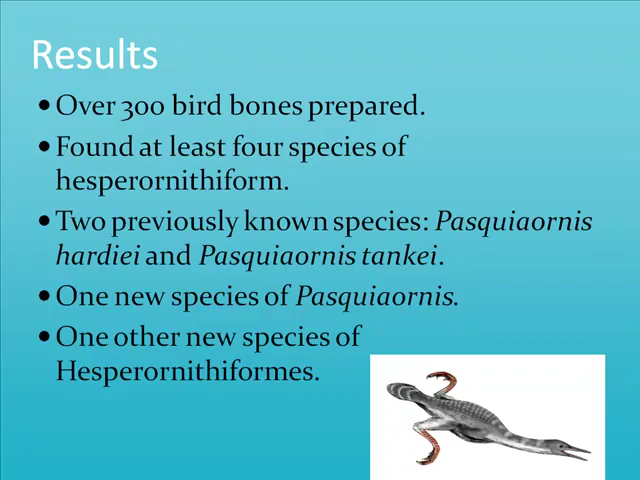 Results
• Over 300 bird bones prepared.
• Found at least four species of
hesperornithiform.
• Two previously known species: Pasquiaornis
hardiei and Pasquiaornis tankei.
• One new species of Pasquiaornis.
• One other new species of
Hesperornithiformes.